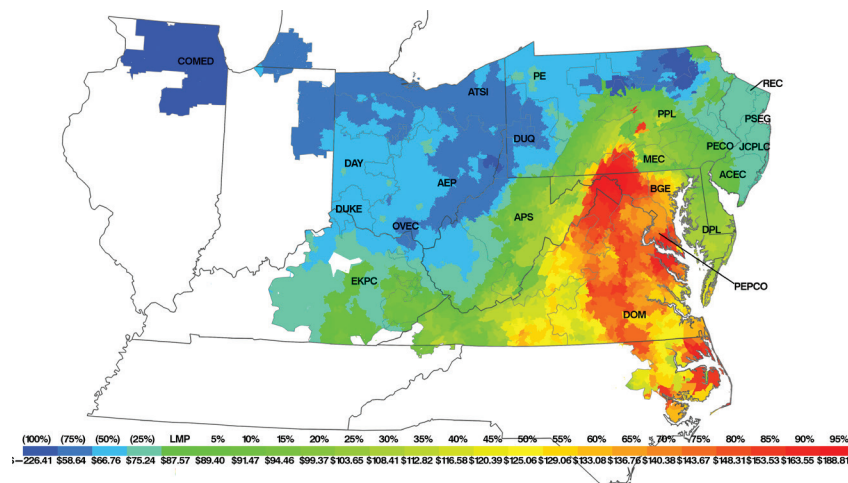 COMED
ATSI
PE
REC
PPL
PSEG
DUQ
PECO
JCPLC
DAY
MEC
AEP
ACEC
BGE
DUKE
APS
OVEC
DPL
EKPC
PEPCO
DOM
(100%) (75%) (50%) (25%) LMP 5% 10% 15% 20% 25% 30% 35% 40% 45% 50% 55% 60% 65% 70% 75% 80% 85% 90% 95%
$—226.41 $58.64 $66.76 $75.24 $87.57 $89.40 $91.47 $94.46 $99.37 $103.65 $108.41 $112.82 $116.58 $120.39 $125.06 $129.06 $133.08 $136.76 $140.38 $143.67 $148.31 $153.53 $163.55 $188.81